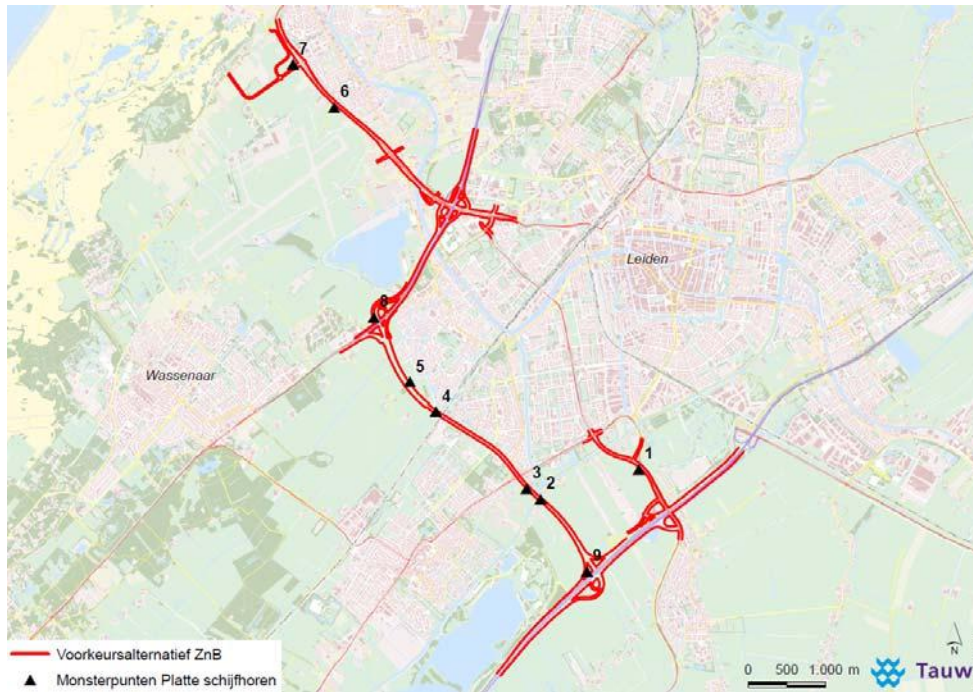 7
6
Leiden
8
Wassenaar
5
4
1
3
2
9
Voorkeursalternatief ZnB
Monsterpunten Platte schijfhoren
0 500 1.000 m
N
Tauw